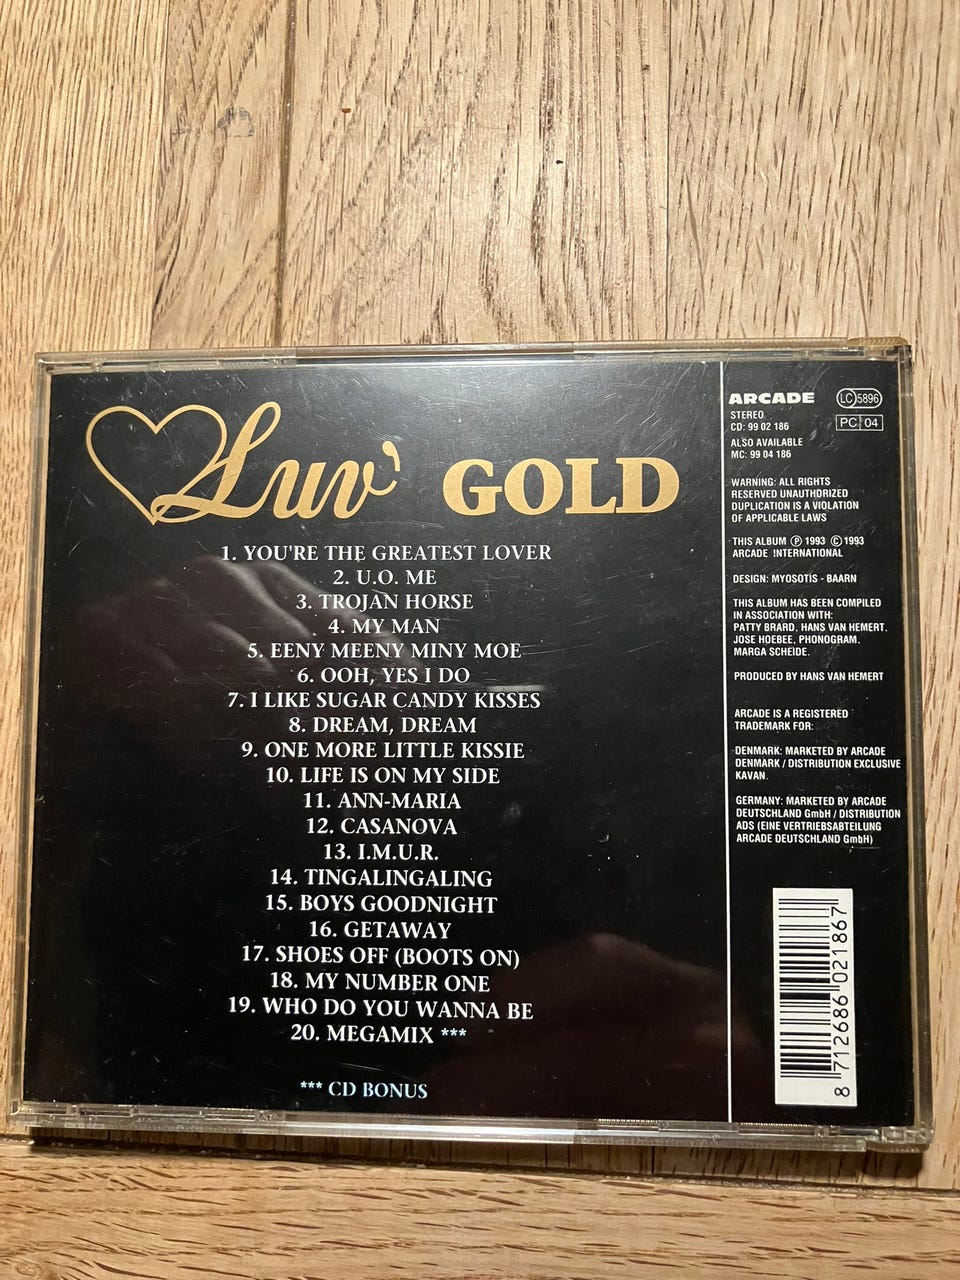 Luv' GOLD
1. YOU'RE THE GREATEST LOVER
2. U.O. ME
3. TROJAN HORSE
4. MY MAN
5. EENY MEENY MINY MOE
6. OOH, YES I DO
7. I LIKE SUGAR CANDY KISSES
8. DREAM, DREAM
9. ONE MORE LITTLE KISSIE
10. LIFE IS ON MY SIDE
11. ANN-MARIA
12. CASANOVA
13. I.M.U.R.
14. TINGALINGALING
15. BOYS GOODNIGHT
16. GETAWAY
17. SHOES OFF (BOOTS ON)
18. MY NUMBER ONE
19. WHO DO YOU WANNA BE
20. MEGAMIX ***
*** CD BONUS
ARCADE
LC 5896
STEREO
CD: 99 02 186
PC 04
ALSO AVAILABLE
MC: 99 04 186
WARNING: ALL RIGHTS
RESERVED UNAUTHORIZED
DUPLICATION IS A VIOLATION
OF APPLICABLE LAWS
THIS ALBUM Ⓟ 1993 © 1993
ARCADE INTERNATIONAL
DESIGN: MYOSOTIS - BAARN
THIS ALBUM HAS BEEN COMPILED
IN ASSOCIATION WITH:
PATTY BRARD, HANS VAN HEMERT,
JOSE HOEBEE, PHONOGRAM,
MARGA SCHEIDE.
PRODUCED BY HANS VAN HEMERT
ARCADE IS A REGISTERED
TRADEMARK FOR:
DENMARK: MARKETED BY ARCADE
DENMARK / DISTRIBUTION EXCLUSIVE
KAVAN.
GERMANY: MARKETED BY ARCADE
DEUTSCHLAND GmbH / DISTRIBUTION
ADS (EINE VERTRIEBSABTEILUNG
ARCADE DEUTSCHLAND GmbH)
8 712686 021867